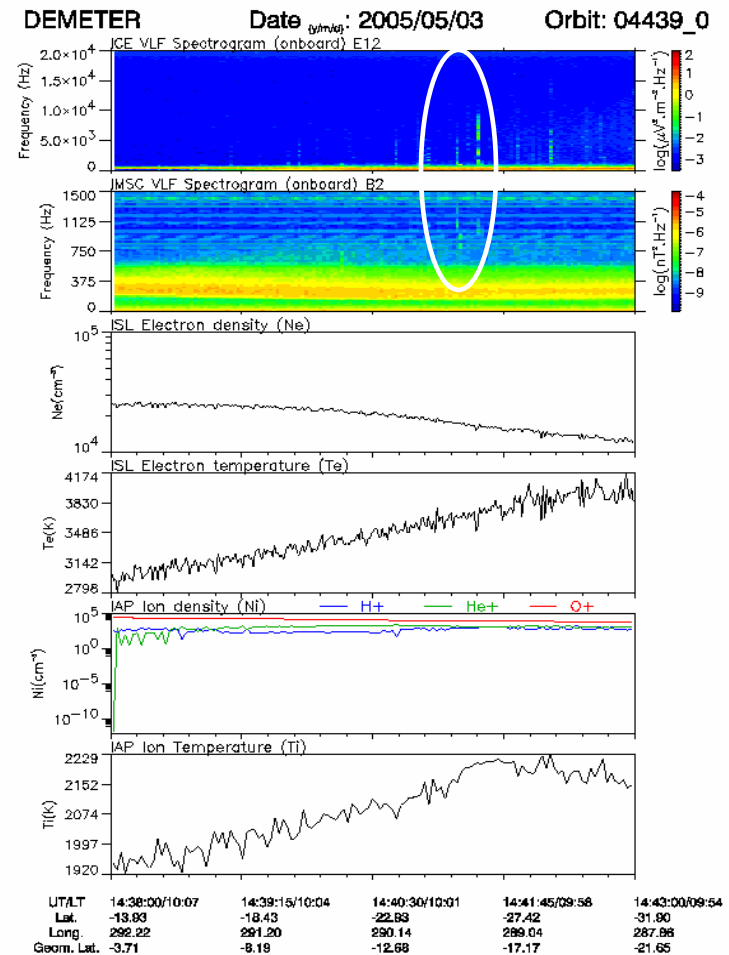 DEMETER Date (y/m/d): 2005/05/03 Orbit: 04439_0
ICE VLF Spectrogram (onboard) E12
Frequency (Hz)
2.0×10⁴
1.5×10⁴
1.0×10⁴
5.0×10³
0
2
1
0
−1
−2
−3
log(μV².m⁻².Hz⁻¹)
IMSC VLF Spectrogram (onboard) B2
Frequency (Hz)
1500
1125
750
375
0
−4
−5
−6
−7
−8
−9
log(nT².Hz⁻¹)
ISL Electron density (Ne)
Ne(cm⁻³)
10⁵
10⁴
ISL Electron temperature (Te)
Te(K)
4174
3830
3486
3142
2798
IAP Ion density (Ni) H+ He+ O+
Ni(cm⁻³)
10⁵
10⁰
10⁻⁵
10⁻¹⁰
IAP Ion Temperature (Ti)
Ti(K)
2229
2152
2074
1997
1920
UT/LT 14:38:00/10:07 14:39:15/10:04 14:40:30/10:01 14:41:45/09:58 14:43:00/09:54
Lat. -13.93 -18.43 -22.93 -27.42 -31.90
Long. 292.22 291.20 290.14 289.04 287.86
Geom. Lat. -3.71 -8.19 -12.68 -17.17 -21.65